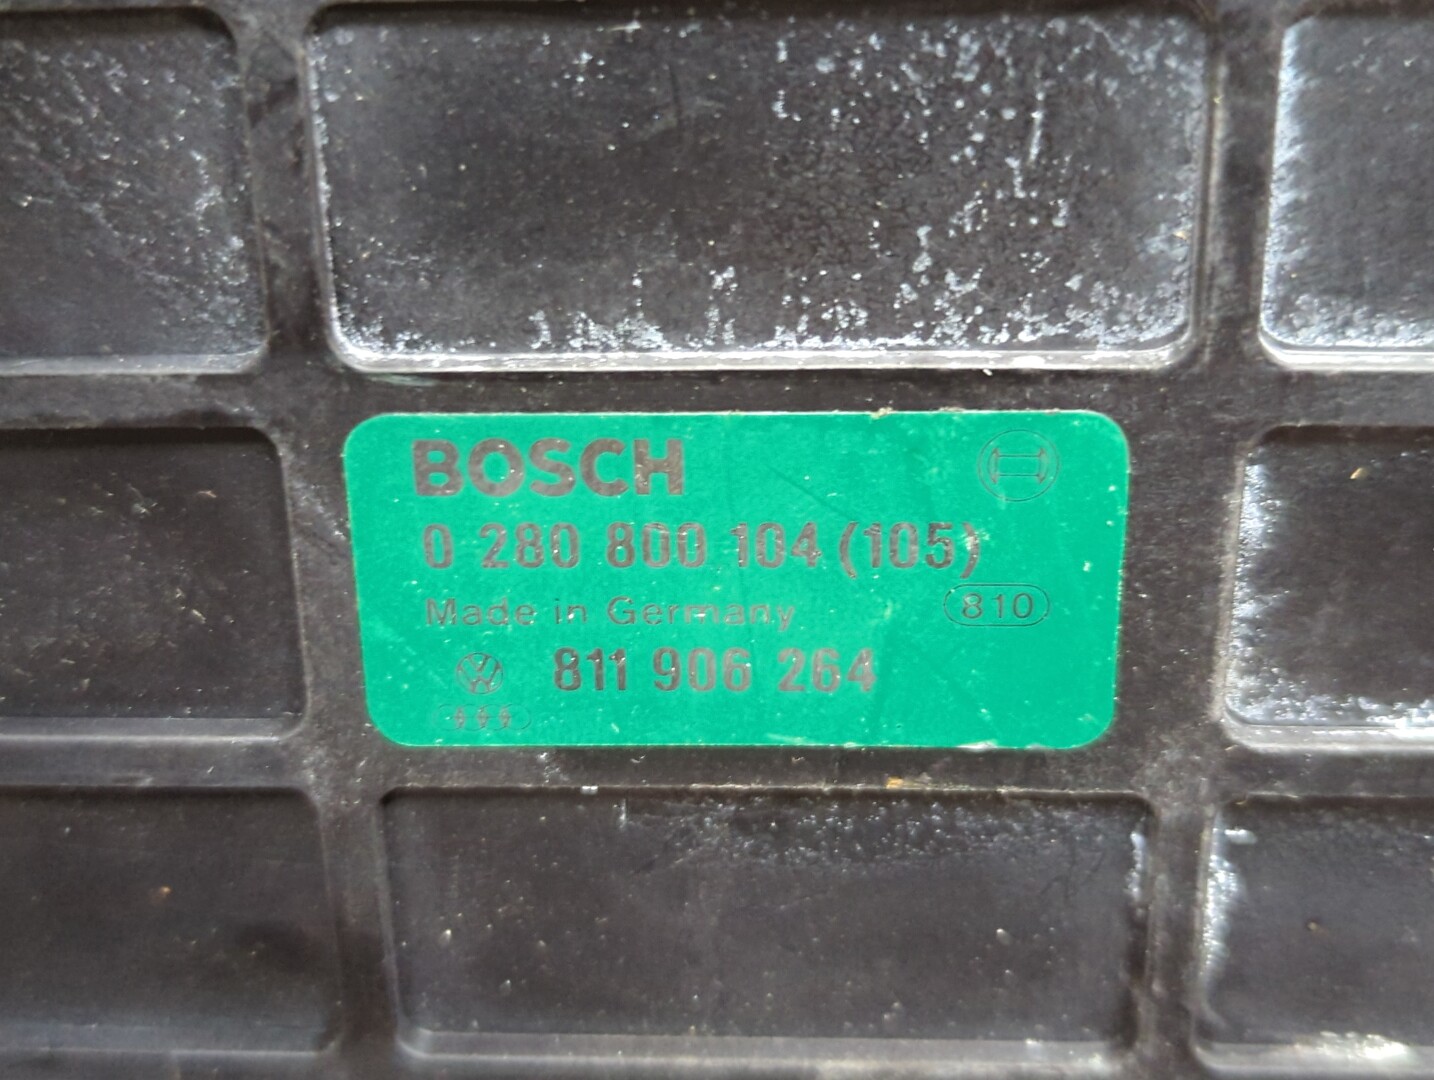 BOSCH
0 280 800 104 (105)
Made in Germany 810
811 906 264